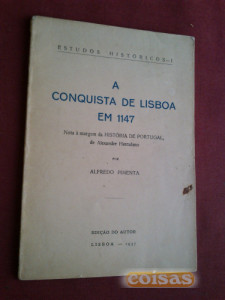 ESTUDOS HISTÓRICOS-I
A
CONQUISTA DE LISBOA
EM 1147
Nota à margem da HISTÓRIA DE PORTUGAL,
de Alexandre Herculano
POR
ALFREDO PIMENTA
EDIÇÃO DO AUTOR
LISBOA — 1937
coisas